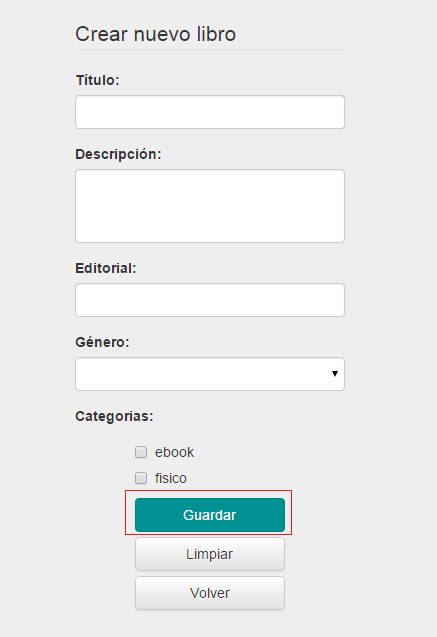 Crear nuevo libro
Título:
Descripción:
Editorial:
Género:
Categorias:
ebook
fisico
Guardar
Limpiar
Volver